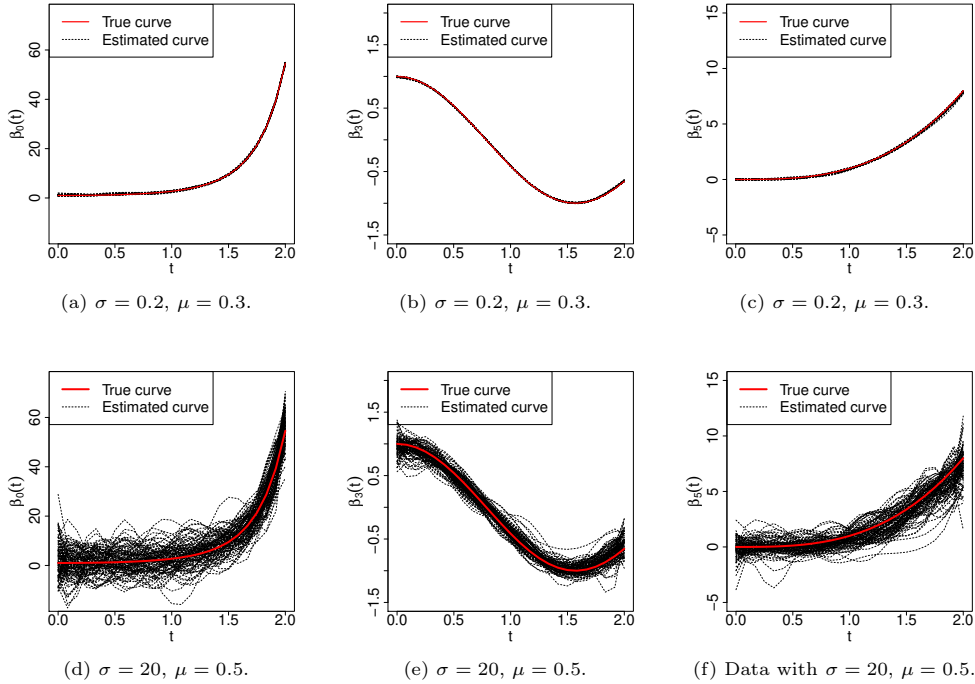 True curve
Estimated curve
β₀(t)
0 20 40 60
0.0 0.5 1.0 1.5 2.0
t
(a) σ = 0.2, μ = 0.3.
True curve
Estimated curve
β₃(t)
−1.5 −0.5 0.5 1.5
0.0 0.5 1.0 1.5 2.0
t
(b) σ = 0.2, μ = 0.3.
True curve
Estimated curve
β₅(t)
−5 0 5 10 15
0.0 0.5 1.0 1.5 2.0
t
(c) σ = 0.2, μ = 0.3.
True curve
Estimated curve
β₀(t)
0 20 40 60
0.0 0.5 1.0 1.5 2.0
t
(d) σ = 20, μ = 0.5.
True curve
Estimated curve
β₃(t)
−1.5 −0.5 0.5 1.5
0.0 0.5 1.0 1.5 2.0
t
(e) σ = 20, μ = 0.5.
True curve
Estimated curve
β₅(t)
−5 0 5 10 15
0.0 0.5 1.0 1.5 2.0
t
(f) Data with σ = 20, μ = 0.5.